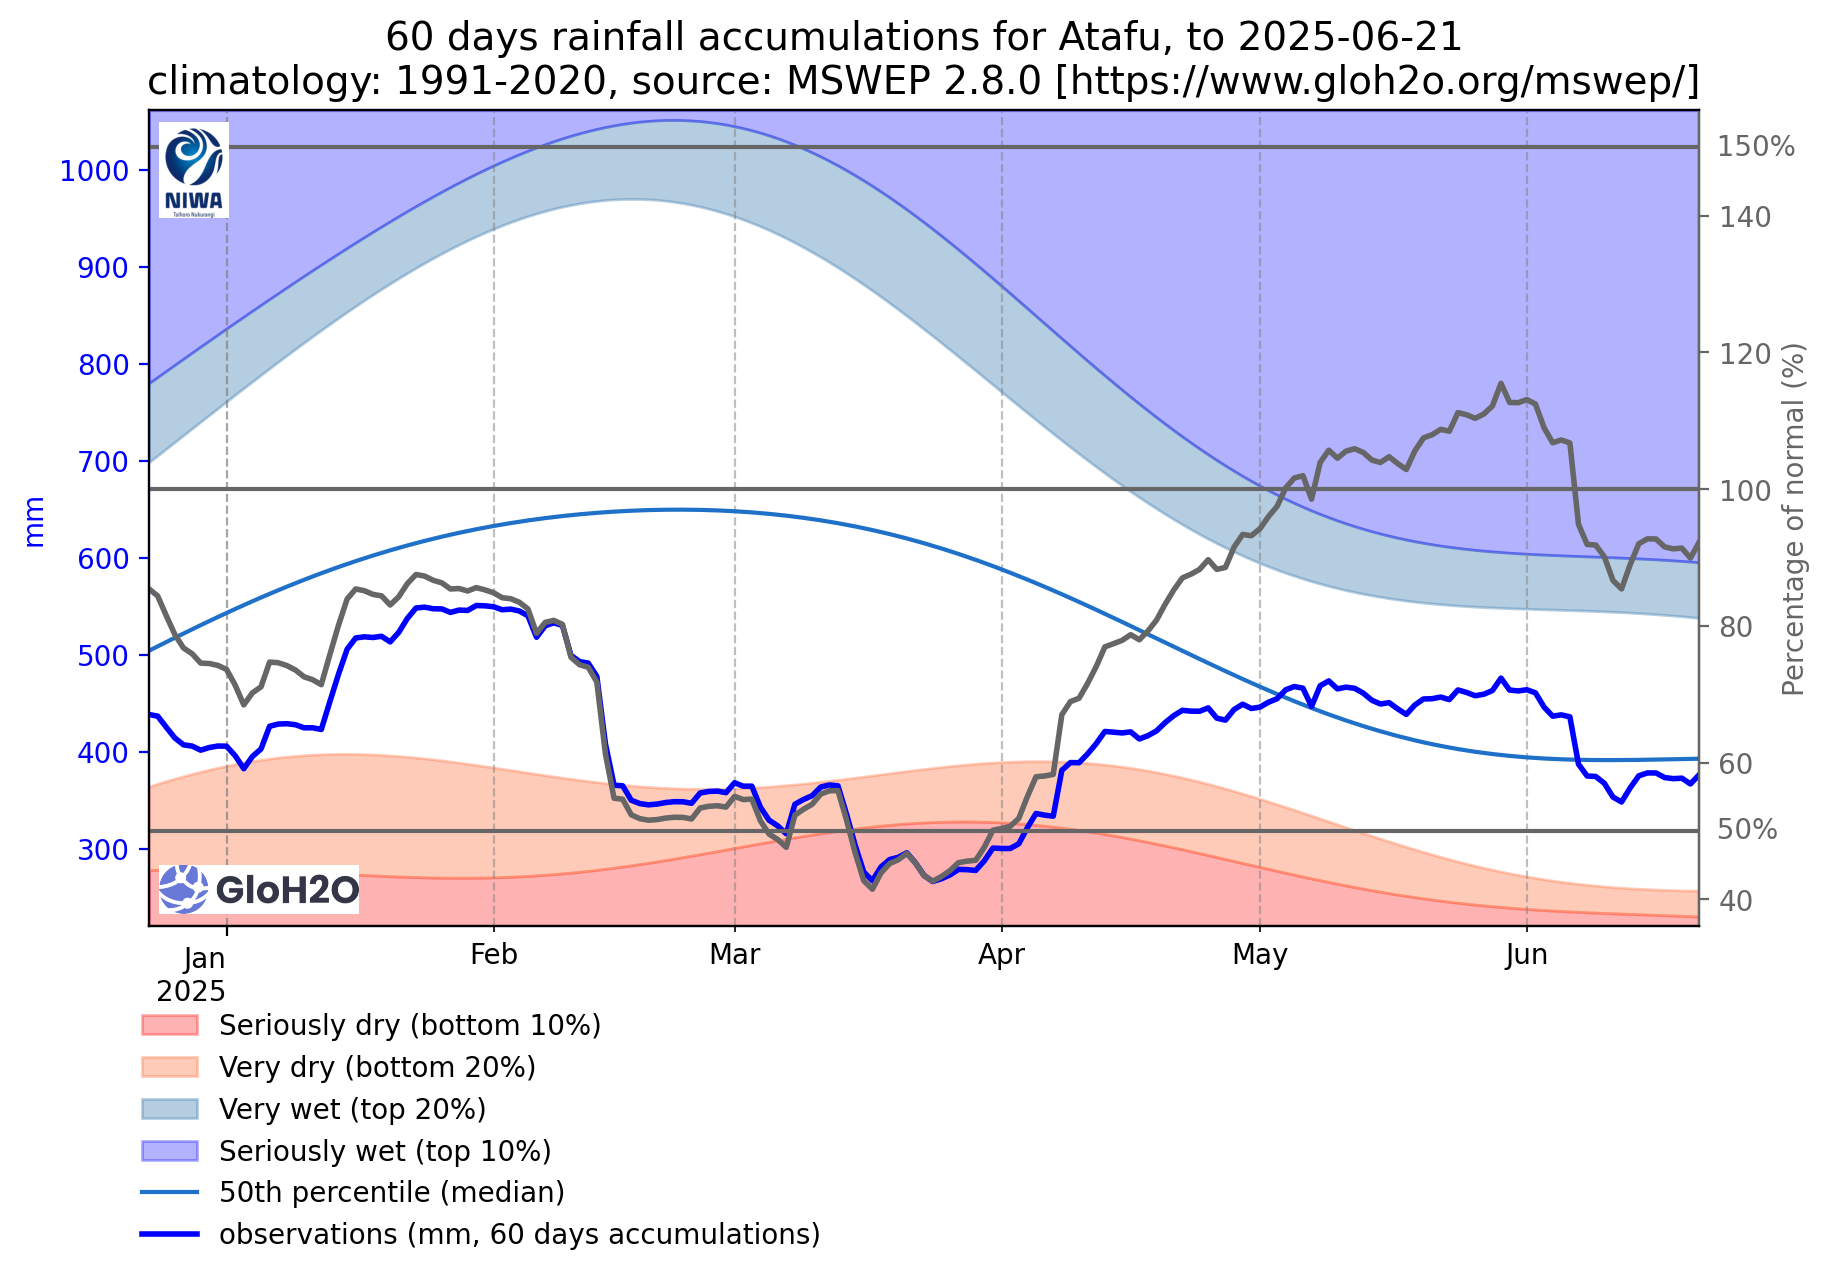 60 days rainfall accumulations for Atafu, to 2025-06-21
climatology: 1991-2020, source: MSWEP 2.8.0 [https://www.gloh2o.org/mswep/]
NIWA
Taihoro Nukurangi
GloH2O
mm
1000
900
800
700
600
500
400
300
150%
140
120
100
80
60
50%
40
Percentage of normal (%)
Jan
2025
Feb
Mar
Apr
May
Jun
Seriously dry (bottom 10%)
Very dry (bottom 20%)
Very wet (top 20%)
Seriously wet (top 10%)
50th percentile (median)
observations (mm, 60 days accumulations)